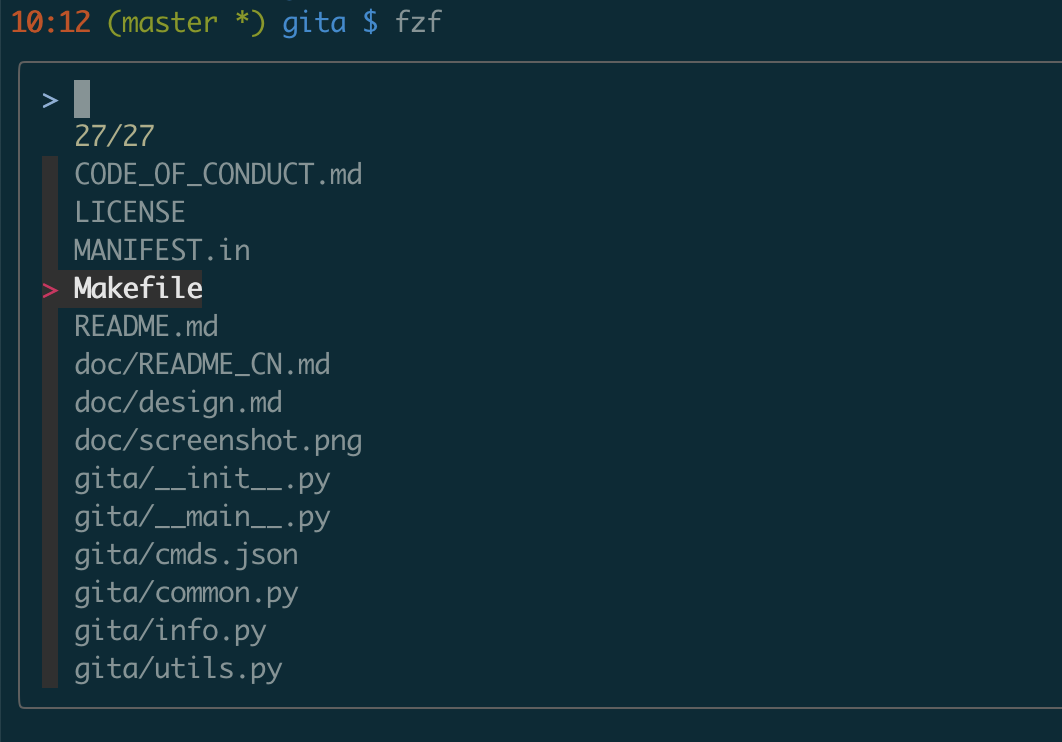 10:12 (master *) gita $ fzf
>
27/27
CODE_OF_CONDUCT.md
LICENSE
MANIFEST.in
> Makefile
README.md
doc/README_CN.md
doc/design.md
doc/screenshot.png
gita/__init__.py
gita/__main__.py
gita/cmds.json
gita/common.py
gita/info.py
gita/utils.py